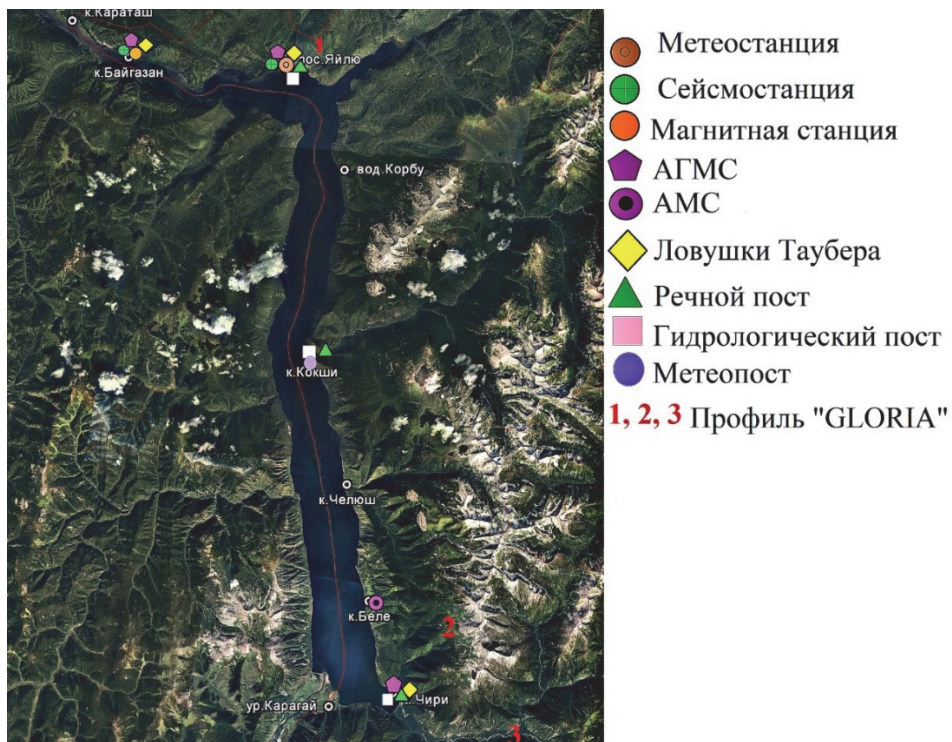 к.Караташ
1
пос.Яйлю
к.Байгазан
вод.Корбу
к.Кокши
к.Челюш
к.Беле
2
Чири
ур.Карагай
3
Метеостанция
Сейсмостанция
Магнитная станция
АГМС
АМС
Ловушки Таубера
Речной пост
Гидрологический пост
Метеопост
1, 2, 3 Профиль "GLORIA"